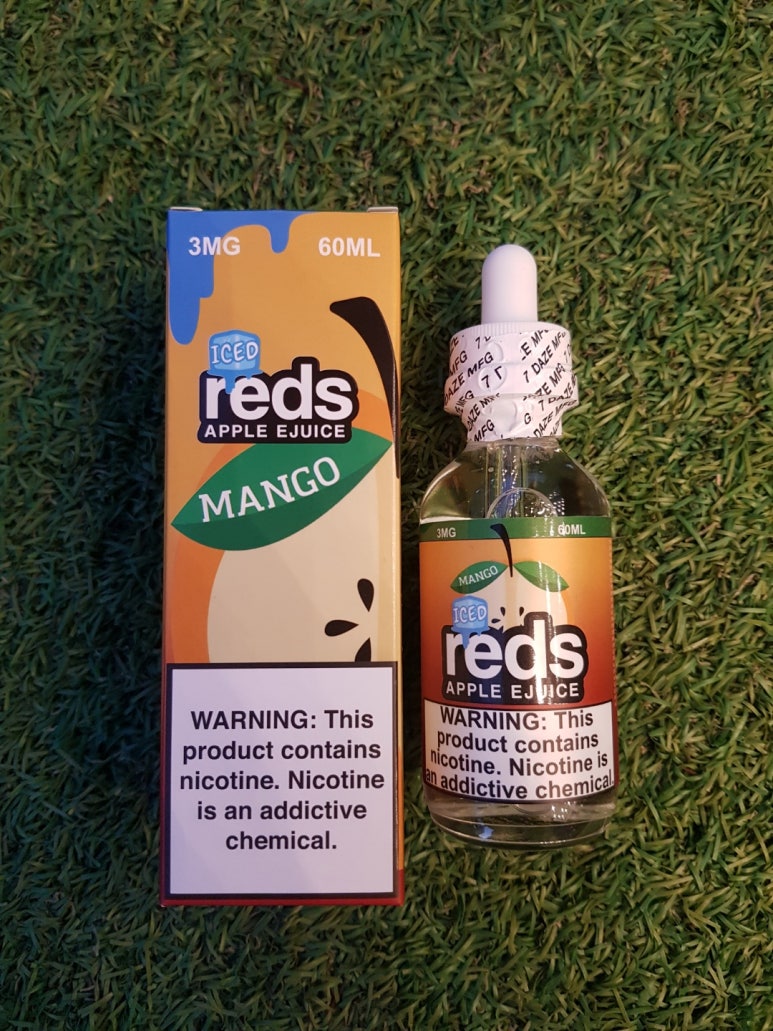 3MG 60ML
ICED
reds
APPLE EJUICE
MANGO
WARNING: This
product contains
nicotine. Nicotine
is an addictive
chemical.
7 DAZE MFG
3MG 60ML
MANGO
ICED
reds
APPLE EJUICE
WARNING: This
product contains
nicotine. Nicotine is
an addictive chemical.